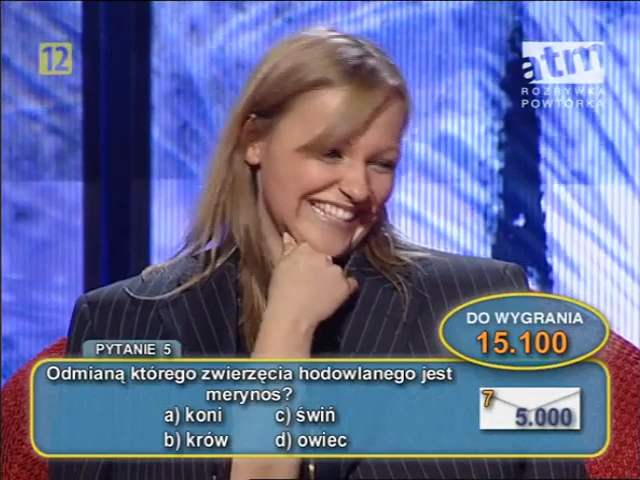 12
atm
ROZRYWKA
POWTÓRKA
DO WYGRANIA
15.100
PYTANIE 5
Odmianą którego zwierzęcia hodowlanego jest
merynos?
a) koni c) świń
b) krów d) owiec
7
5.000